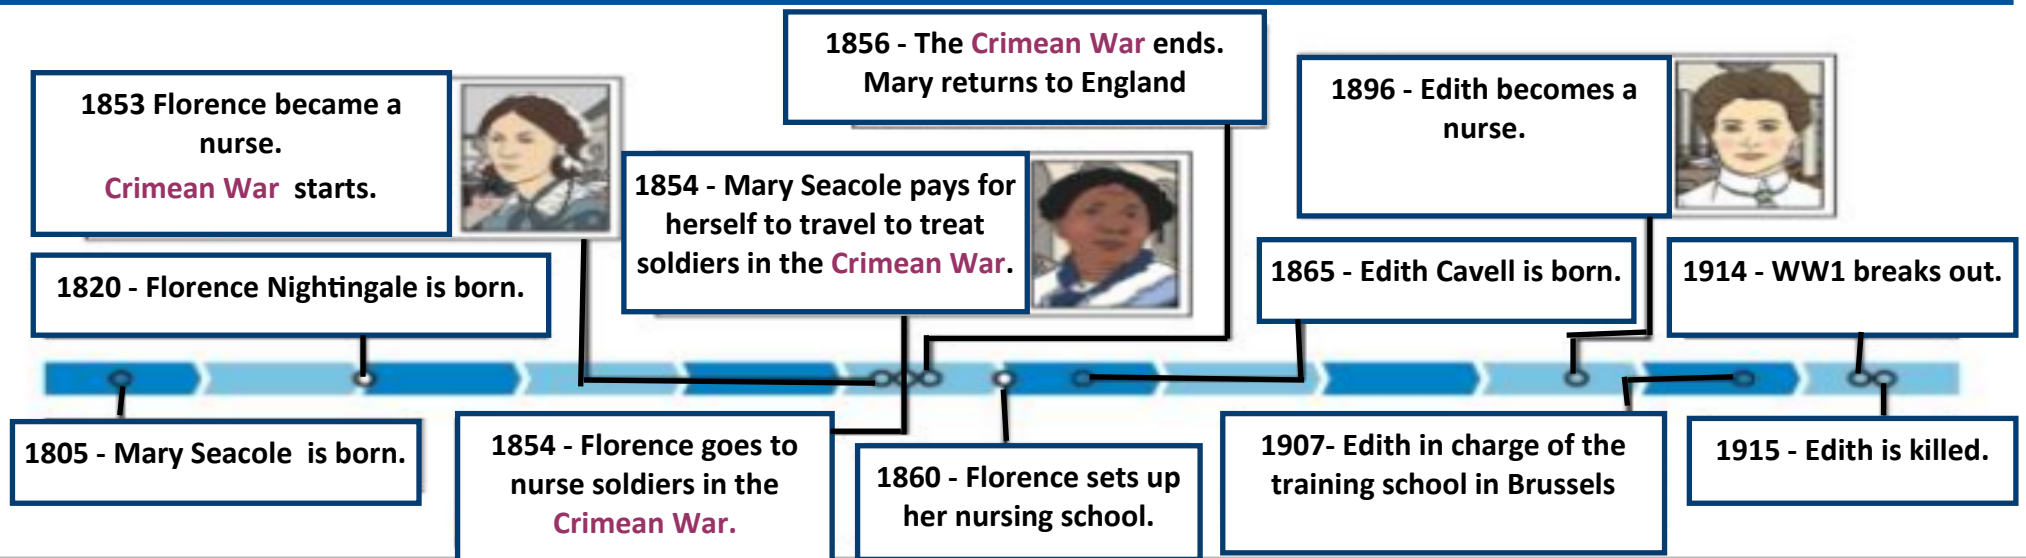 1853 Florence became a
nurse.
Crimean War  starts.
1820 - Florence Nightingale is born.
1805 - Mary Seacole  is born.
1854 - Mary Seacole pays for
herself to travel to treat
soldiers in the Crimean War.
1854 - Florence goes to
nurse soldiers in the
Crimean War.
1856 - The Crimean War ends.
Mary returns to England
1860 - Florence sets up
her nursing school.
1865 - Edith Cavell is born.
1896 - Edith becomes a
nurse.
1907- Edith in charge of the
training school in Brussels
1914 - WW1 breaks out.
1915 - Edith is killed.